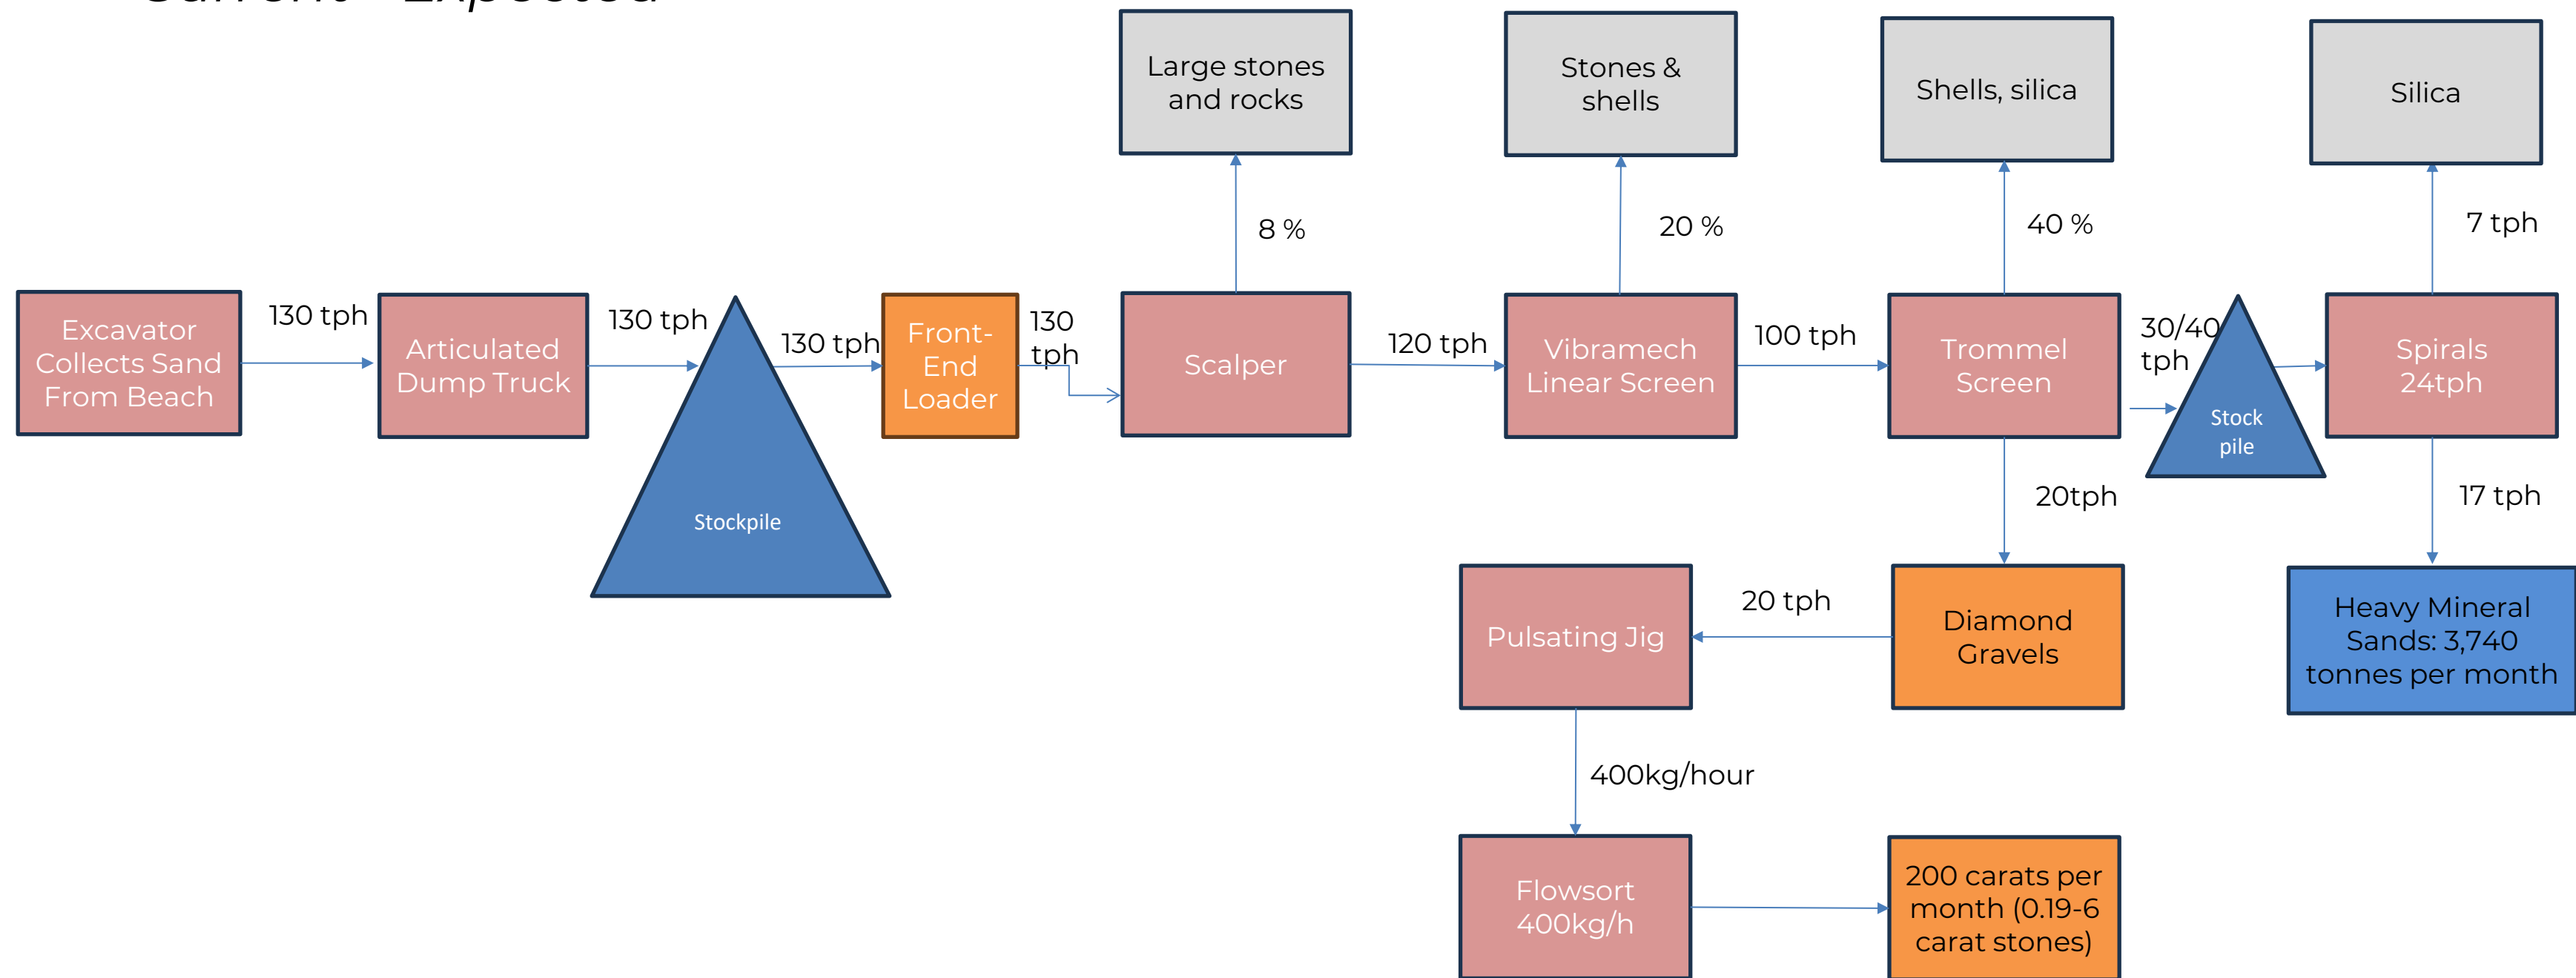 Current - Expected
Large stones
and rocks
Stones &
shells
Shells, silica
Silica
8 %
20 %
40 %
7 tph
Excavator
Collects Sand
From Beach
130 tph
Articulated
Dump Truck
130 tph
Stockpile
130 tph
Front-
End
Loader
130
tph
Scalper
120 tph
Vibramech
Linear Screen
100 tph
Trommel
Screen
30/40
tph
Stock
pile
Spirals
24tph
20tph
17 tph
Pulsating Jig
20 tph
Diamond
Gravels
Heavy Mineral
Sands: 3,740
tonnes per month
400kg/hour
Flowsort
400kg/h
200 carats per
month (0.19-6
carat stones)